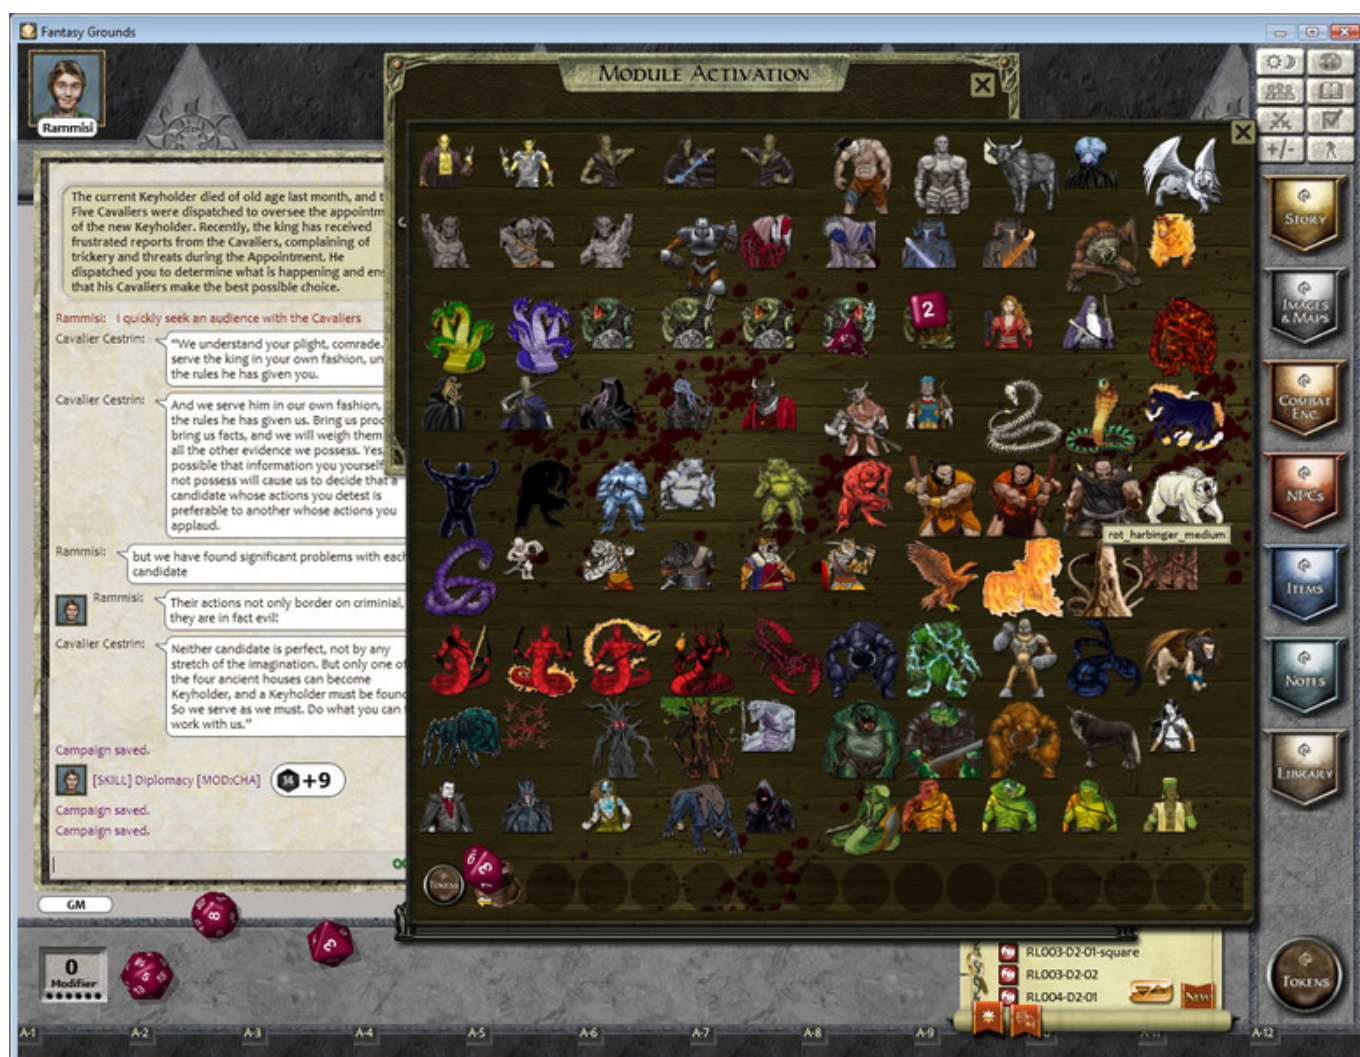 Fantasy Grounds
Rammisi
MODULE ACTIVATION
The current Keyholder died of old age last month, and t
Five Cavaliers were dispatched to oversee the appointm
of the new Keyholder. Recently, the king has received
frustrated reports from the Cavaliers, complaining of
trickery and threats during the Appointment. He
dispatched you to determine what is happening and ens
that his Cavaliers make the best possible choice.
Rammisi: I quickly seek an audience with the Cavaliers
Cavalier Cestrin: "We understand your plight, comrade.
serve the king in your own fashion, un
the rules he has given you.
Cavalier Cestrin: And we serve him in our own fashion,
the rules he has given us. Bring us proo
bring us facts, and we will weigh them
all the other evidence we possess. Yes
possible that information you yourself
not possess will cause us to decide that a
candidate whose actions you detest is
preferable to another whose actions you
applaud.
Rammisi: but we have found significant problems with each
candidate
Rammisi: Their actions not only border on criminial,
they are in fact evil!
Cavalier Cestrin: Neither candidate is perfect, not by any
stretch of the imagination. But only one of
the four ancient houses can become
Keyholder, and a Keyholder must be foun
So we serve as we must. Do what you can
work with us."
Campaign saved.
[SKILL] Diplomacy [MOD:CHA] 14 +9
Campaign saved.
Campaign saved.
GM
0
Modifier
2
rot_harbinger_medium
TOKENS
+/-
STORY
IMAGES
& MAPS
COMBAT
ENC.
NPCs
ITEMS
NOTES
LIBRARY
TOKENS
RL003-D2-01-square
RL003-D2-02
RL004-D2-01
NEW
8
3
5
A-1 A-2 A-3 A-4 A-5 A-6 A-7 A-8 A-9 A-12